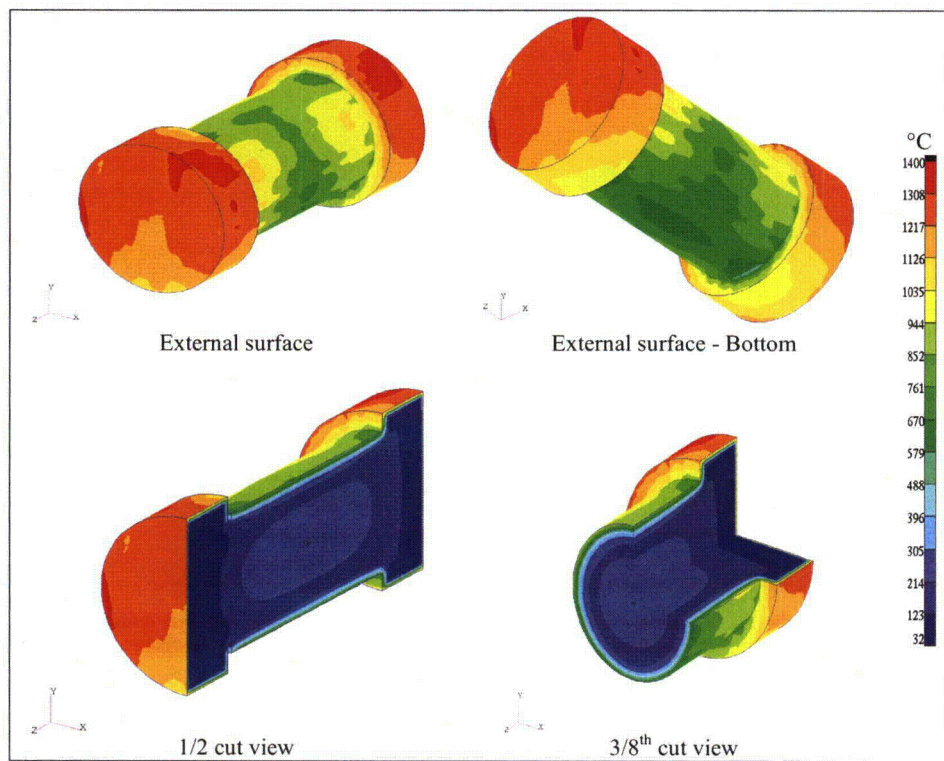 °C
1400
1308
1217
1126
1035
944
852
761
670
579
488
396
305
214
123
32
Y
Z X
Y
Z X
External surface
External surface - Bottom
Y
Z X
Y
Z X
1/2 cut view
3/8th cut view